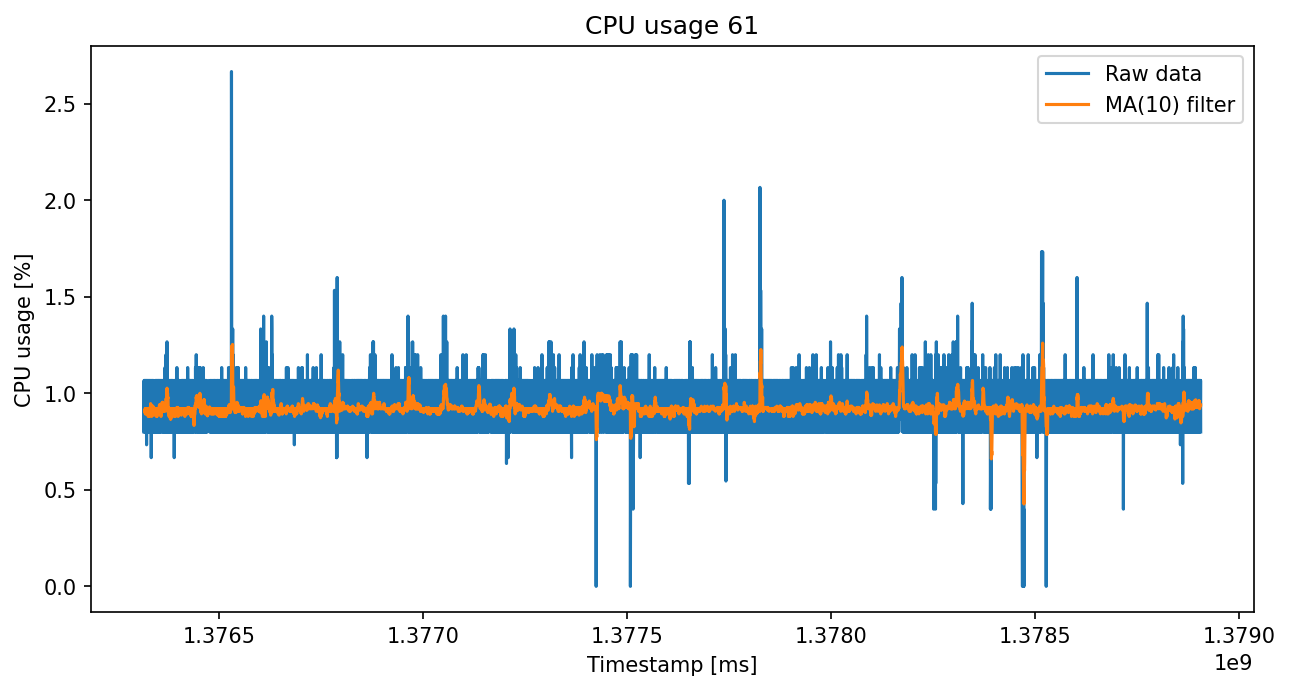 CPU usage 61
Raw data
MA(10) filter
CPU usage [%]
2.5
2.0
1.5
1.0
0.5
0.0
1.3765 1.3770 1.3775 1.3780 1.3785 1.3790
1e9
Timestamp [ms]